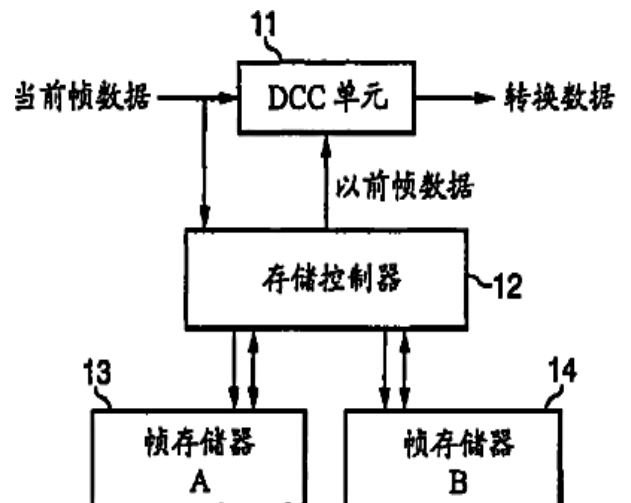 11
当前帧数据
DCC 单元
转换数据
以前帧数据
存储控制器
12
13
14
帧存储器
A
帧存储器
B